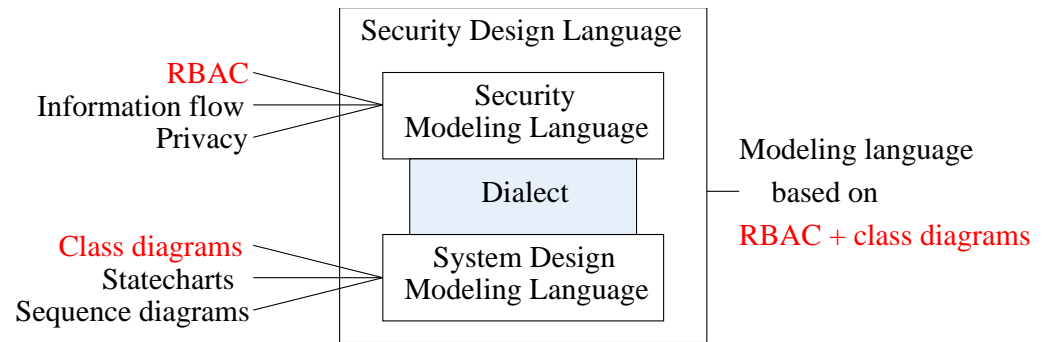 Security Design Language
RBAC
Information flow
Privacy
Security
Modeling Language
Dialect
Class diagrams
Statecharts
Sequence diagrams
System Design
Modeling Language
Modeling language
based on
RBAC + class diagrams